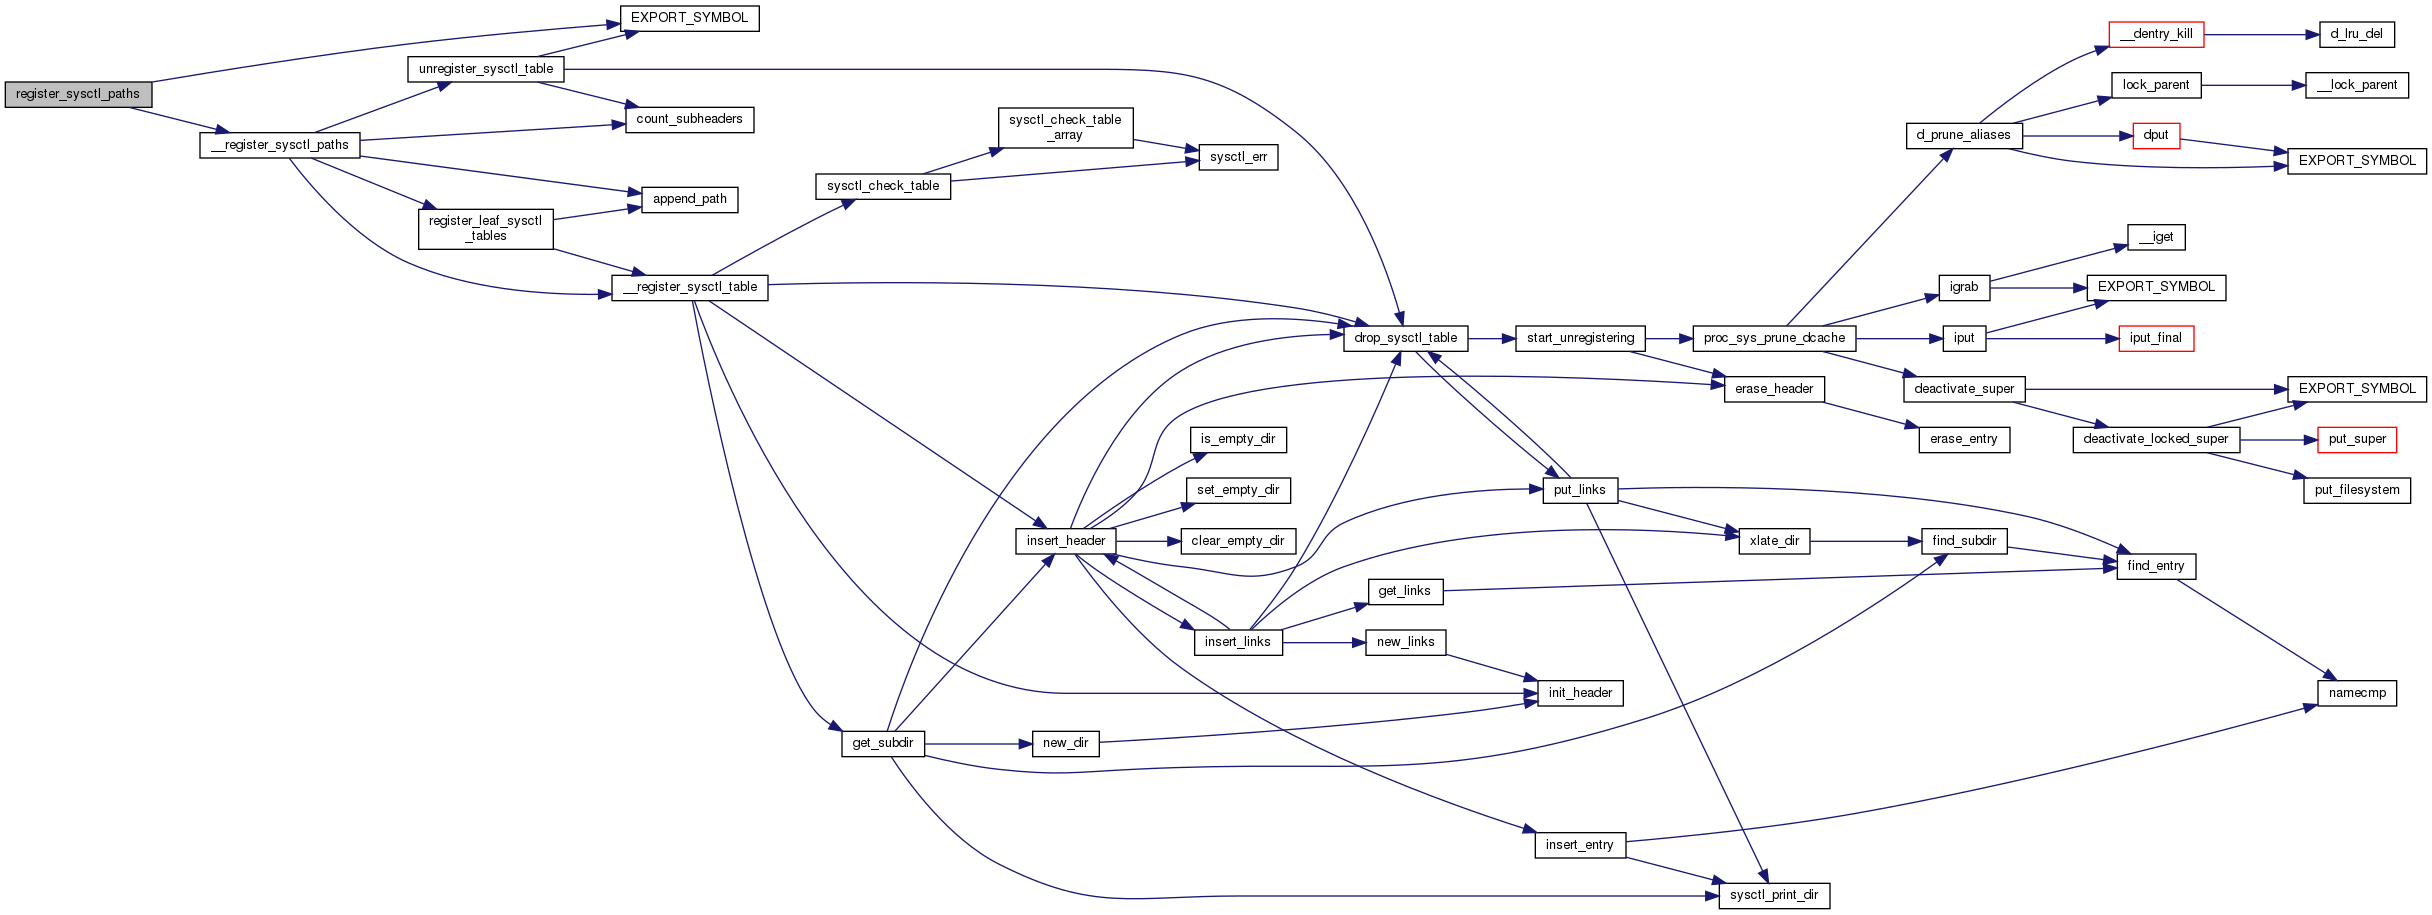 register_sysctl_paths
EXPORT_SYMBOL
unregister_sysctl_table
count_subheaders
__register_sysctl_paths
append_path
register_leaf_sysctl
_tables
__register_sysctl_table
sysctl_check_table
sysctl_check_table
_array
sysctl_err
drop_sysctl_table
start_unregistering
proc_sys_prune_dcache
erase_header
erase_entry
d_prune_aliases
__dentry_kill
d_lru_del
lock_parent
__lock_parent
dput
EXPORT_SYMBOL
igrab
__iget
EXPORT_SYMBOL
iput
iput_final
deactivate_super
EXPORT_SYMBOL
deactivate_locked_super
put_super
put_filesystem
is_empty_dir
set_empty_dir
insert_header
clear_empty_dir
put_links
xlate_dir
find_subdir
find_entry
get_links
insert_links
new_links
init_header
namecmp
get_subdir
new_dir
insert_entry
sysctl_print_dir